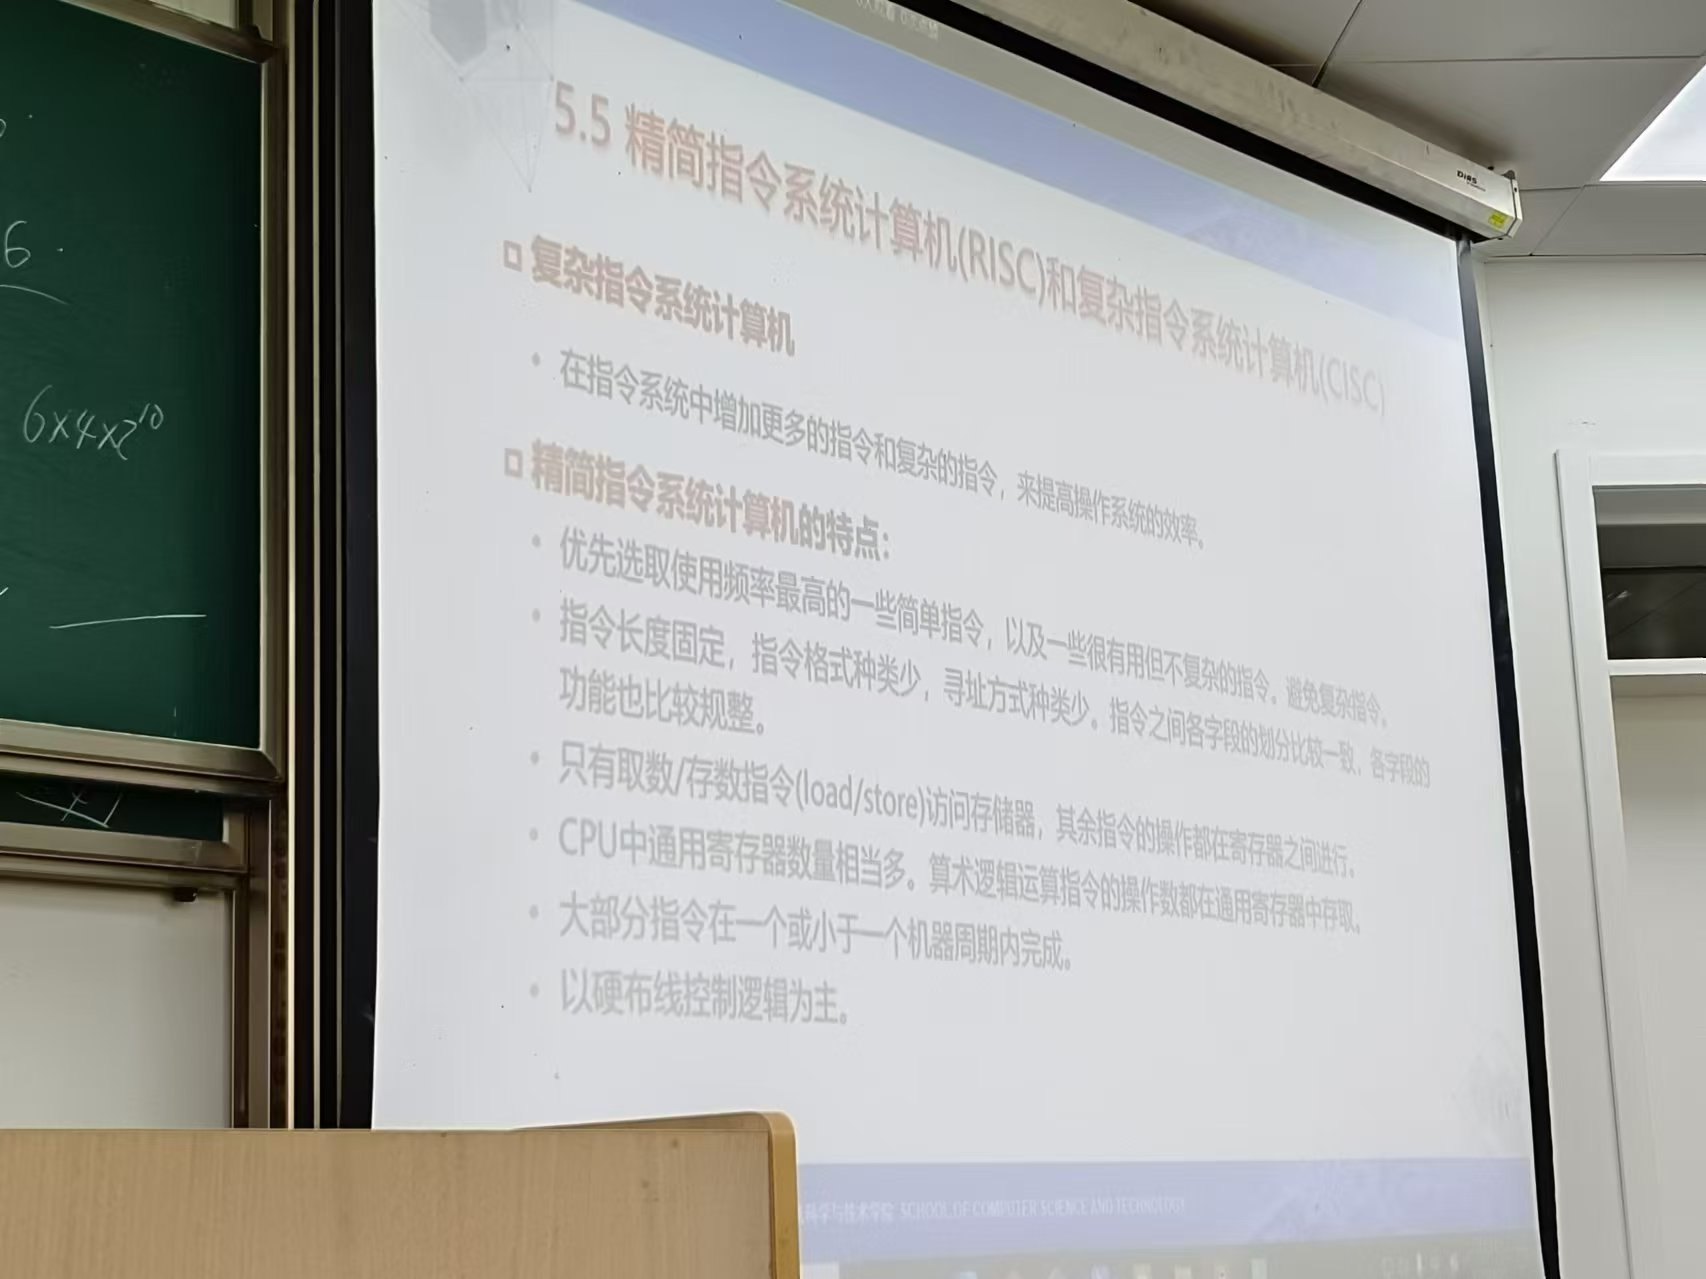 6
6x4x2^10
DiRS
5.5 精简指令系统计算机(RISC)和复杂指令系统计算机(CISC)
复杂指令系统计算机
• 在指令系统中增加更多的指令和复杂的指令，来提高操作系统的效率。
精简指令系统计算机的特点：
• 优先选取使用频率最高的一些简单指令，以及一些很有用但不复杂的指令。避免复杂指令。
• 指令长度固定，指令格式种类少，寻址方式种类少。指令之间各字段的划分比较一致，各字段的
功能也比较规整。
• 只有取数/存数指令(load/store)访问存储器，其余指令的操作都在寄存器之间进行。
• CPU中通用寄存器数量相当多。算术逻辑运算指令的操作数都在通用寄存器中存取。
• 大部分指令在一个或小于一个机器周期内完成。
• 以硬布线控制逻辑为主。
科学与技术学院 SCHOOL OF COMPUTER SCIENCE AND TECHNOLOGY